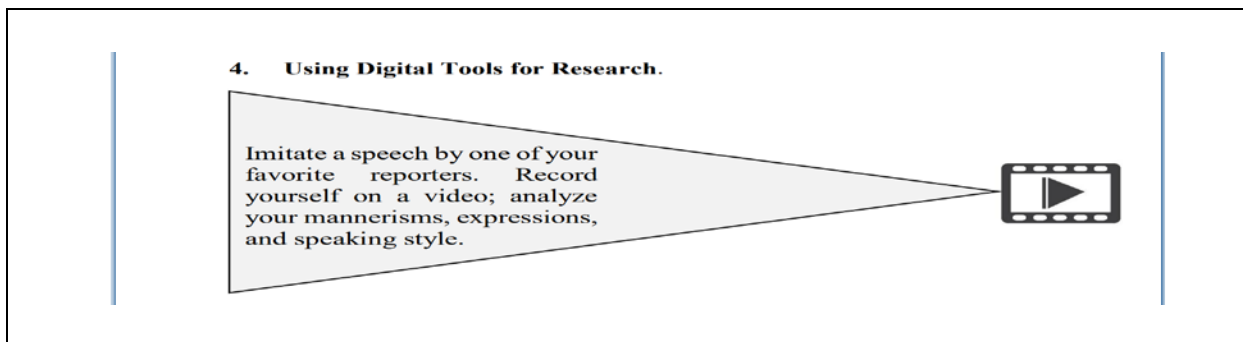 4. Using Digital Tools for Research.
Imitate a speech by one of your
favorite reporters. Record
yourself on a video; analyze
your mannerisms, expressions,
and speaking style.